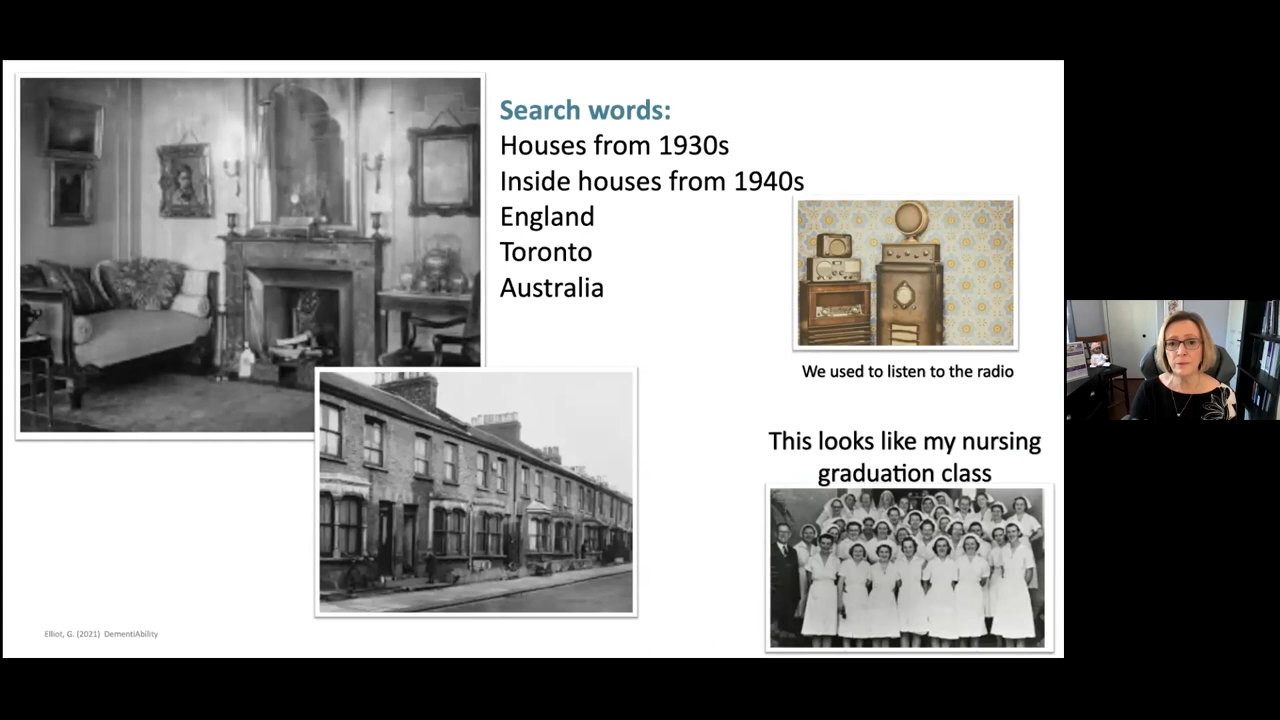 Search words:
Houses from 1930s
Inside houses from 1940s
England
Toronto
Australia
We used to listen to the radio
This looks like my nursing
graduation class
Elliot, G. (2021) DementiAbility